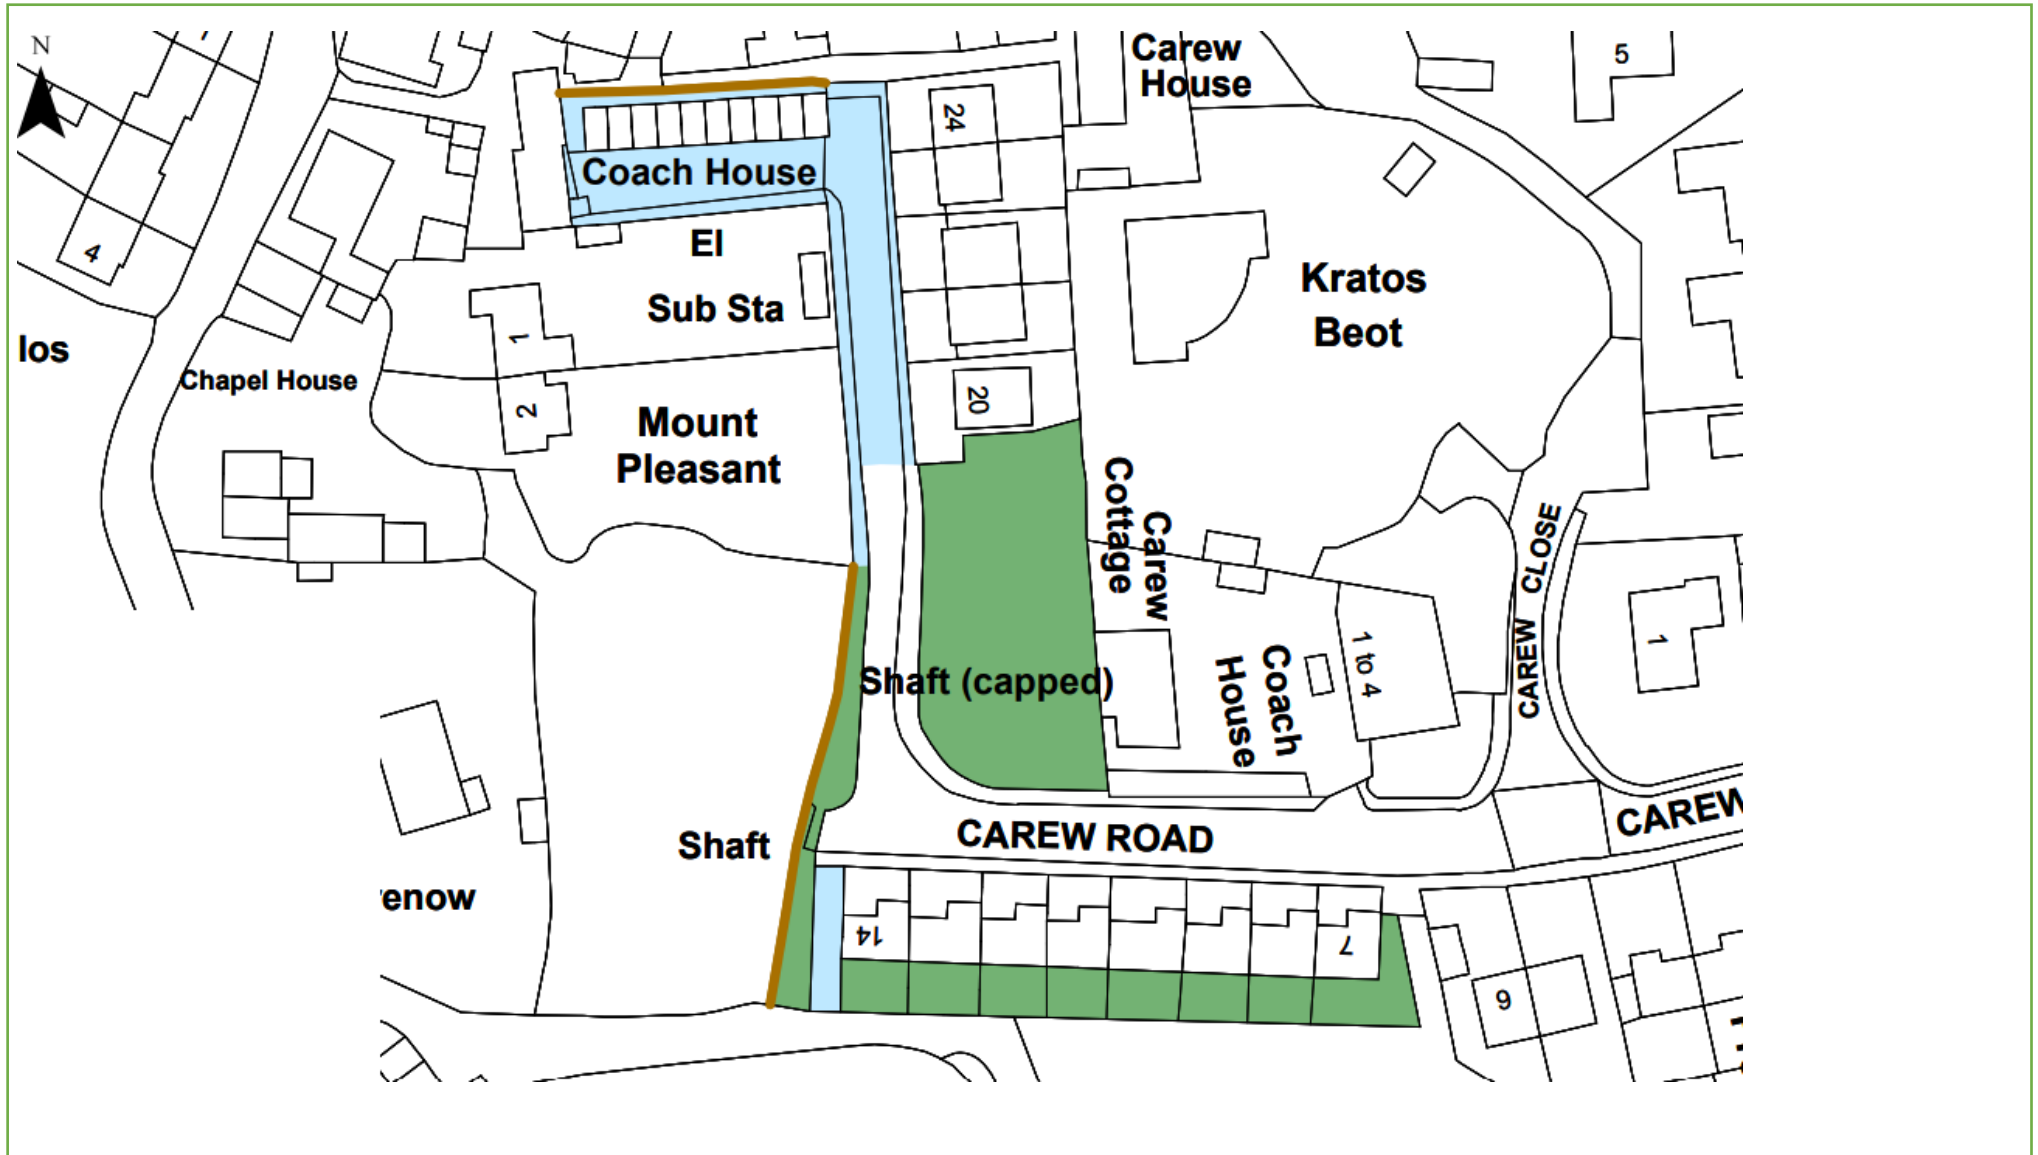 N
Carew
House
5
24
Coach House
4
El
Sub Sta
Kratos
Beot
1
los
Chapel House
2
Mount
Pleasant
20
Carew
Cottage
CAREW CLOSE
1
1 to 4
Coach
House
Shaft (capped)
Shaft
CAREW ROAD
CAREW
enow
14
7
9